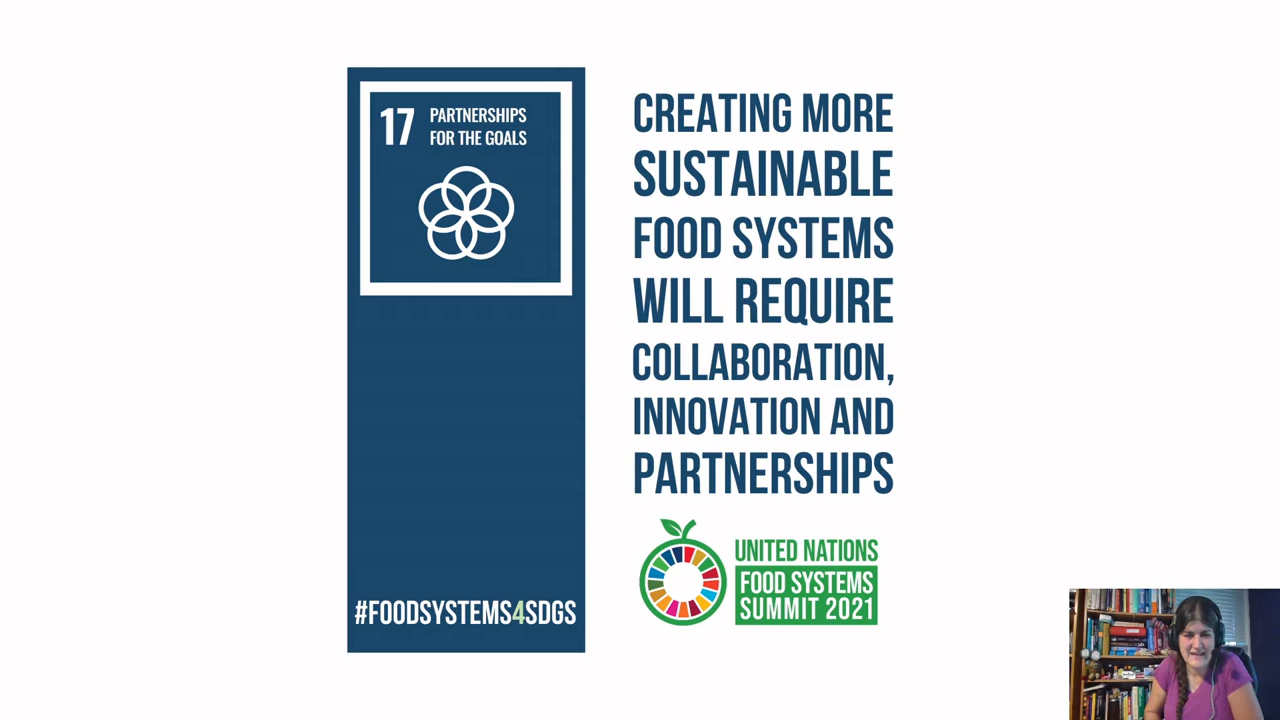 17
PARTNERSHIPS
FOR THE GOALS
#FOODSYSTEMS4SDGS
CREATING MORE
SUSTAINABLE
FOOD SYSTEMS
WILL REQUIRE
COLLABORATION,
INNOVATION AND
PARTNERSHIPS
UNITED NATIONS
FOOD SYSTEMS
SUMMIT 2021